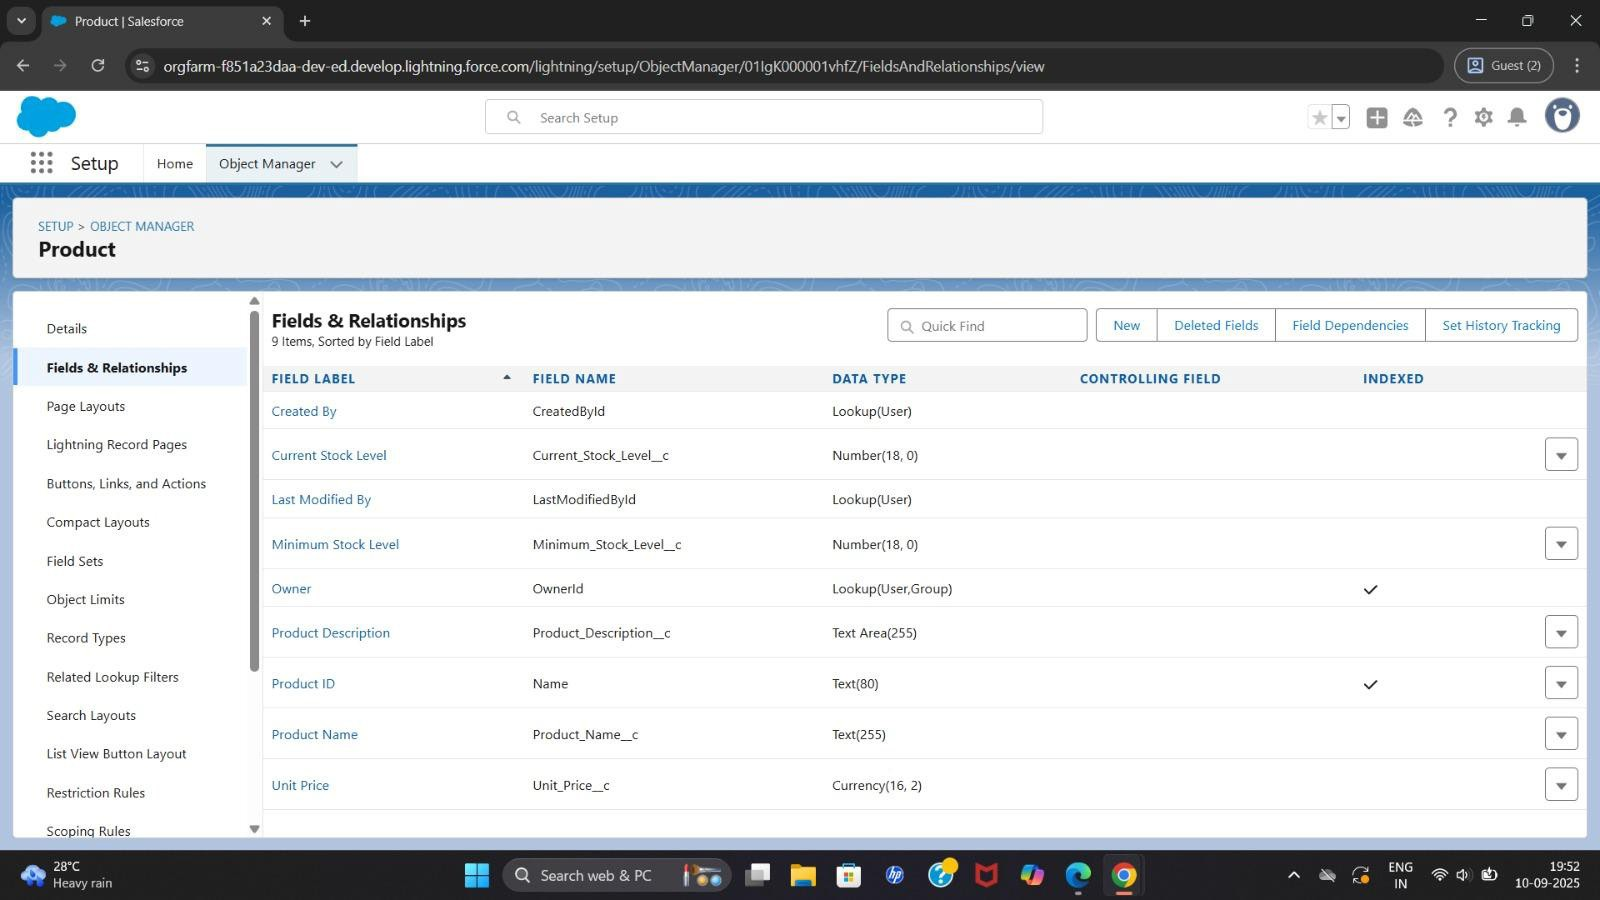 Product | Salesforce
orgfarm-f851a23daa-dev-ed.develop.lightning.force.com/lightning/setup/ObjectManager/01IgK000001vhfZ/FieldsAndRelationships/view
Guest (2)
Search Setup
Setup
Home
Object Manager
SETUP > OBJECT MANAGER
Product
Details
Fields & Relationships
Page Layouts
Lightning Record Pages
Buttons, Links, and Actions
Compact Layouts
Field Sets
Object Limits
Record Types
Related Lookup Filters
Search Layouts
List View Button Layout
Restriction Rules
Scoping Rules
Fields & Relationships
9 Items, Sorted by Field Label
Quick Find
New
Deleted Fields
Field Dependencies
Set History Tracking
FIELD LABEL FIELD NAME DATA TYPE CONTROLLING FIELD INDEXED
Created By CreatedById Lookup(User)
Current Stock Level Current_Stock_Level__c Number(18, 0)
Last Modified By LastModifiedById Lookup(User)
Minimum Stock Level Minimum_Stock_Level__c Number(18, 0)
Owner OwnerId Lookup(User,Group)
Product Description Product_Description__c Text Area(255)
Product ID Name Text(80)
Product Name Product_Name__c Text(255)
Unit Price Unit_Price__c Currency(16, 2)
28°C
Heavy rain
Search web & PC
hp
ENG
IN
19:52
10-09-2025